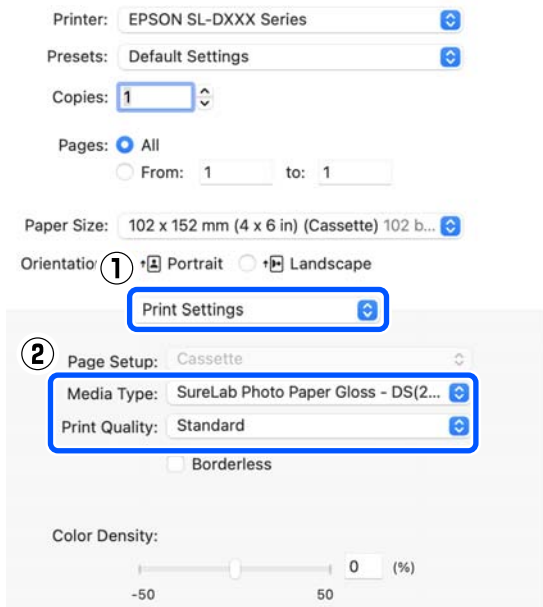 Printer: EPSON SL-DXXX Series
Presets: Default Settings
Copies: 1
Pages: All
From: 1 to: 1
Paper Size: 102 x 152 mm (4 x 6 in) (Cassette) 102 b...
Orientatio ① Portrait Landscape
Print Settings
②
Page Setup: Cassette
Media Type: SureLab Photo Paper Gloss - DS(2...
Print Quality: Standard
Borderless
Color Density:
0 (%)
-50 50